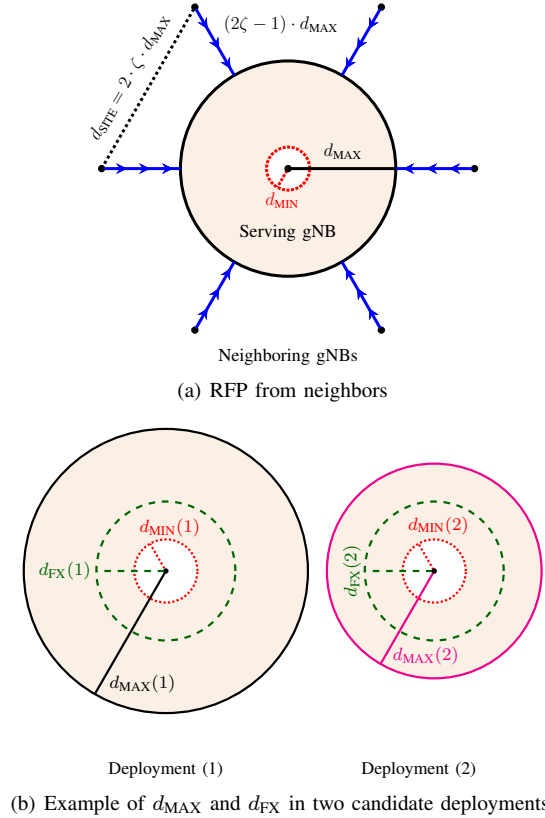 (2ζ − 1) · d_MAX
d_SITE = 2 · ζ · d_MAX
d_MAX
d_MIN
Serving gNB
Neighboring gNBs
(a) RFP from neighbors
d_MIN(1)
d_FX(1)
d_MAX(1)
d_MIN(2)
d_FX(2)
d_MAX(2)
Deployment (1)
Deployment (2)
(b) Example of d_MAX and d_FX in two candidate deployments